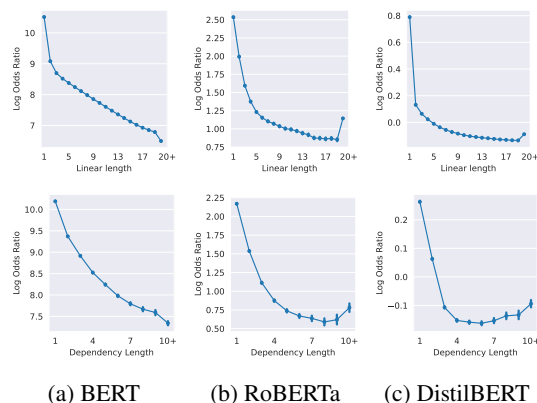 Log Odds Ratio
10
9
8
7
1 5 9 13 17 20+
Linear length
Log Odds Ratio
2.50
2.25
2.00
1.75
1.50
1.25
1.00
0.75
1 5 9 13 17 20+
Linear length
Log Odds Ratio
0.8
0.6
0.4
0.2
0.0
1 5 9 13 17 20+
Linear length
Log Odds Ratio
10.0
9.5
9.0
8.5
8.0
7.5
1 4 7 10+
Dependency Length
Log Odds Ratio
2.25
2.00
1.75
1.50
1.25
1.00
0.75
0.50
1 4 7 10+
Dependency Length
Log Odds Ratio
0.2
0.1
0.0
−0.1
1 4 7 10+
Dependency Length
(a) BERT (b) RoBERTa (c) DistilBERT